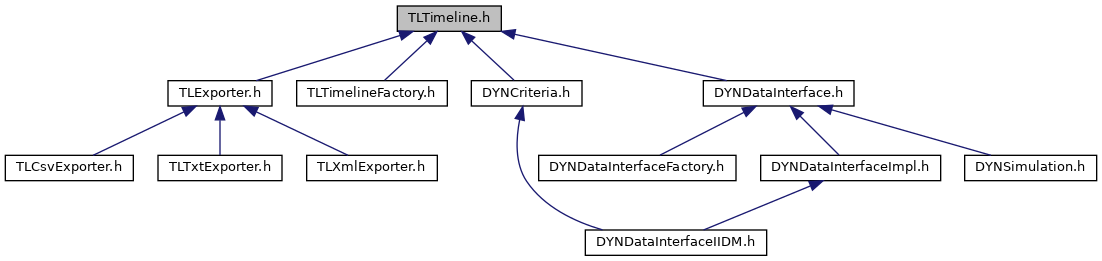 TLTimeline.h
TLExporter.h
TLTimelineFactory.h
DYNCriteria.h
DYNDataInterface.h
TLCsvExporter.h
TLTxtExporter.h
TLXmlExporter.h
DYNDataInterfaceFactory.h
DYNDataInterfaceImpl.h
DYNSimulation.h
DYNDataInterfaceIIDM.h